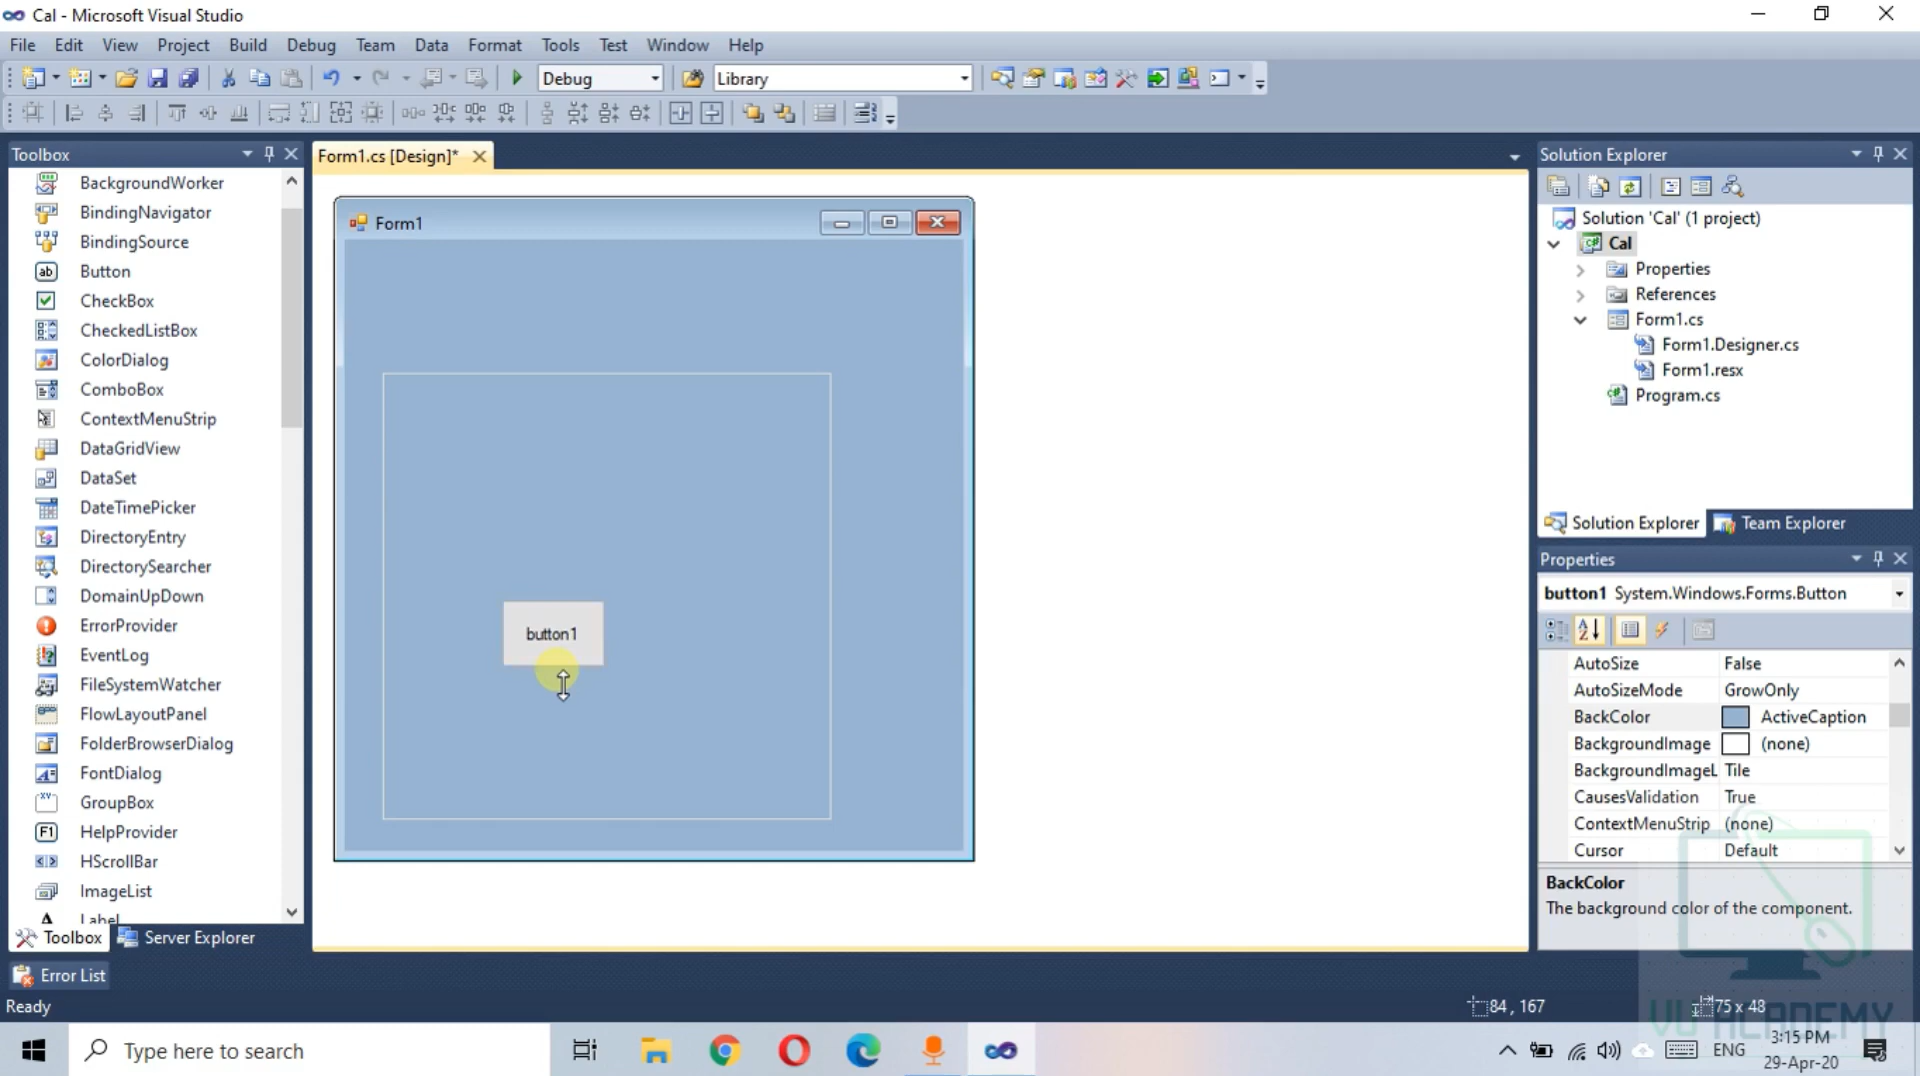 Cal - Microsoft Visual Studio
File Edit View Project Build Debug Team Data Format Tools Test Window Help
Debug Library
Toolbox
BackgroundWorker
BindingNavigator
BindingSource
Button
CheckBox
CheckedListBox
ColorDialog
ComboBox
ContextMenuStrip
DataGridView
DataSet
DateTimePicker
DirectoryEntry
DirectorySearcher
DomainUpDown
ErrorProvider
EventLog
FileSystemWatcher
FlowLayoutPanel
FolderBrowserDialog
FontDialog
GroupBox
HelpProvider
HScrollBar
ImageList
Label
Toolbox Server Explorer
Form1.cs [Design]*
Form1
button1
Solution Explorer
Solution 'Cal' (1 project)
Cal
Properties
References
Form1.cs
Form1.Designer.cs
Form1.resx
Program.cs
Solution Explorer Team Explorer
Properties
button1 System.Windows.Forms.Button
AutoSize False
AutoSizeMode GrowOnly
BackColor ActiveCaption
BackgroundImage (none)
BackgroundImageL Tile
CausesValidation True
ContextMenuStrip (none)
Cursor Default
BackColor
The background color of the component.
Error List
Ready 84 , 167 75 x 48
VU ACADEMY
Type here to search
ENG
3:15 PM
29-Apr-20